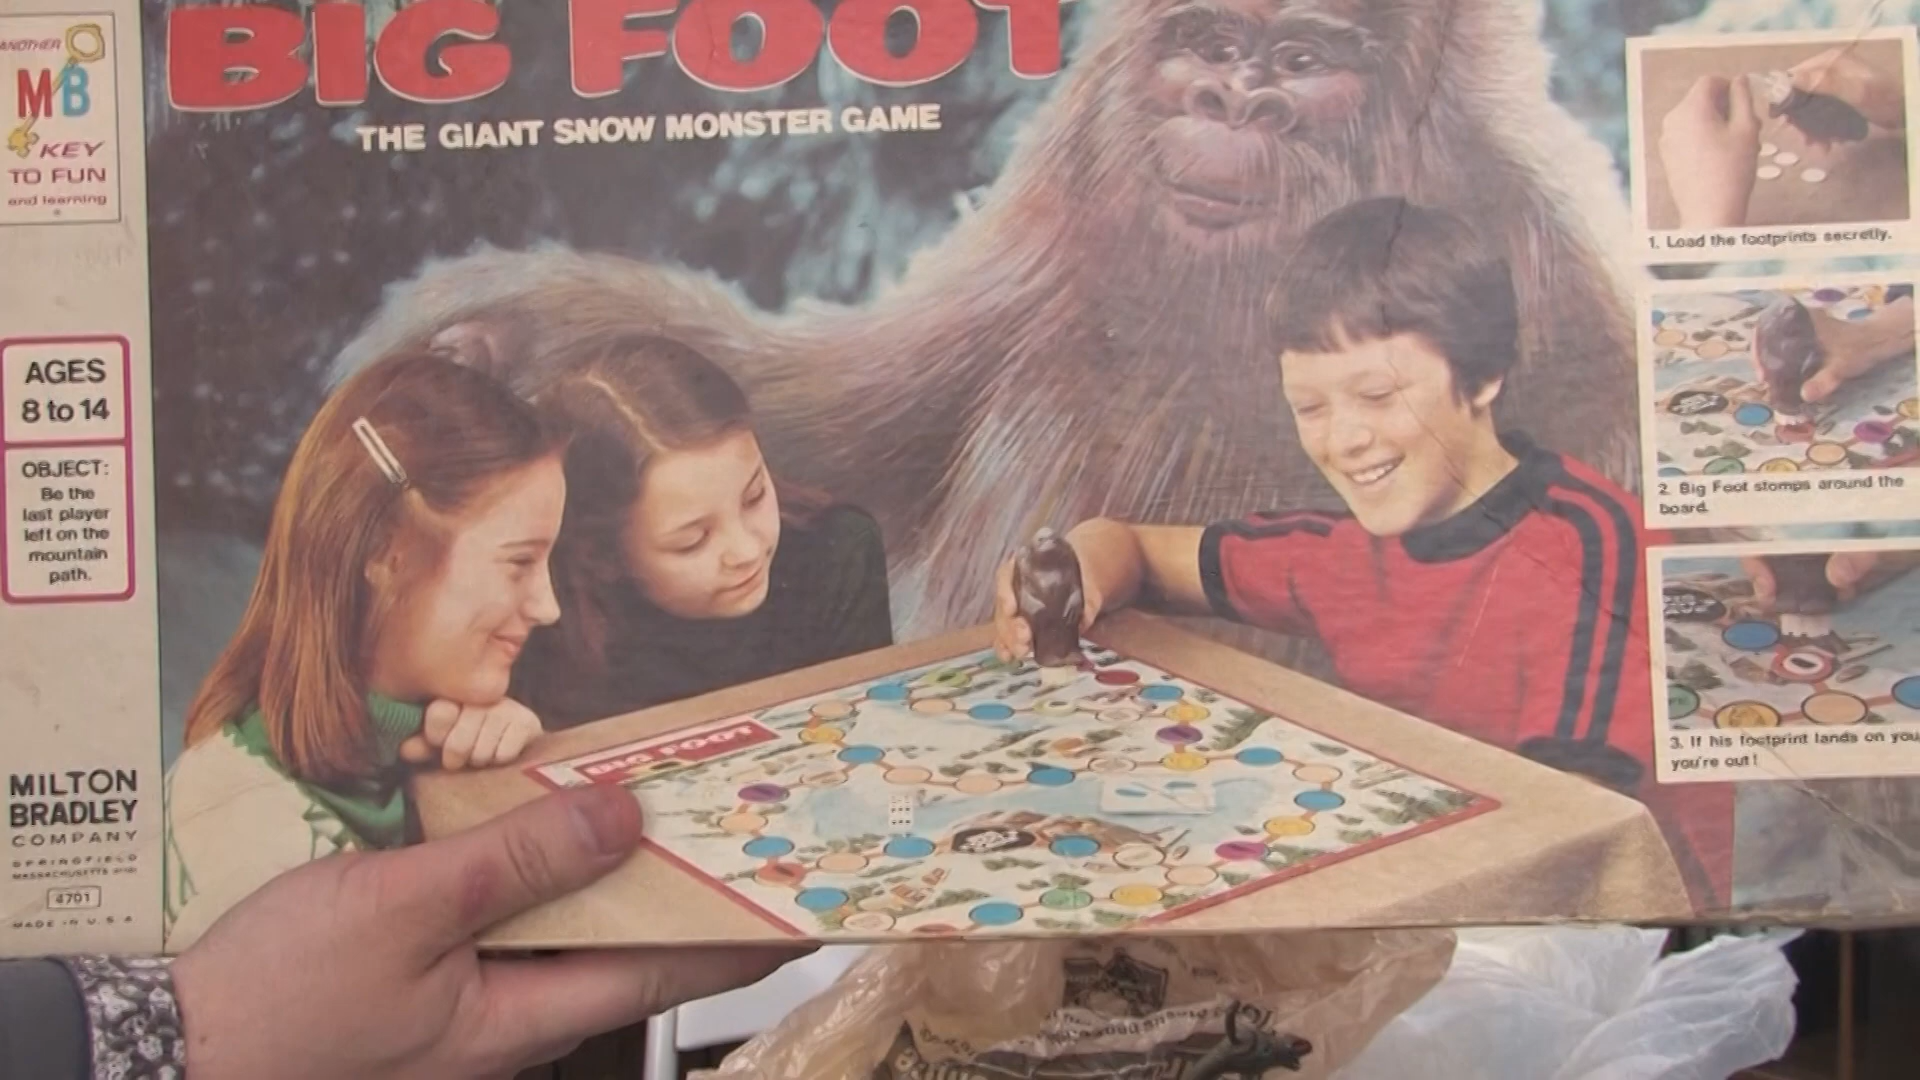 BIG FOOT
THE GIANT SNOW MONSTER GAME
ANOTHER
MB
KEY
TO FUN
and learning
AGES
8 to 14
OBJECT:
Be the
last player
left on the
mountain
path.
MILTON
BRADLEY
COMPANY
SPRINGFIELD
MASSACHUSETTS
4701
MADE IN U.S.A
BIG FOOT
1. Load the footprints secretly.
2. Big Foot stomps around the
board.
3. If his footprint lands on you
you're out!